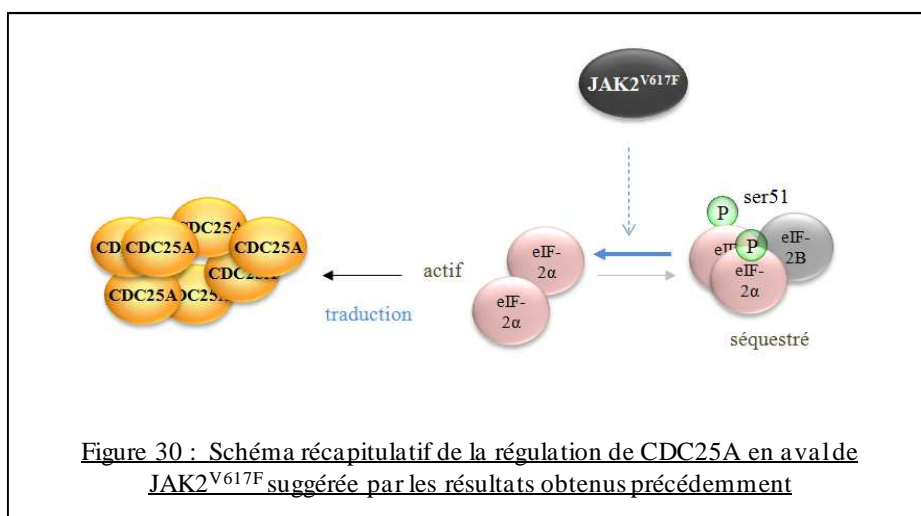 JAK2V617F
ser51
P
P
eIF-2B
eIF-2α
eIF-2α
eIF-2α
actif
traduction
séquestré
CDC25A
CDC25A
CDC25A
CDC25A
CDC25A
Figure 30 : Schéma récapitulatif de la régulation de CDC25A en aval de
JAK2V617F suggérée par les résultats obtenus précédemment